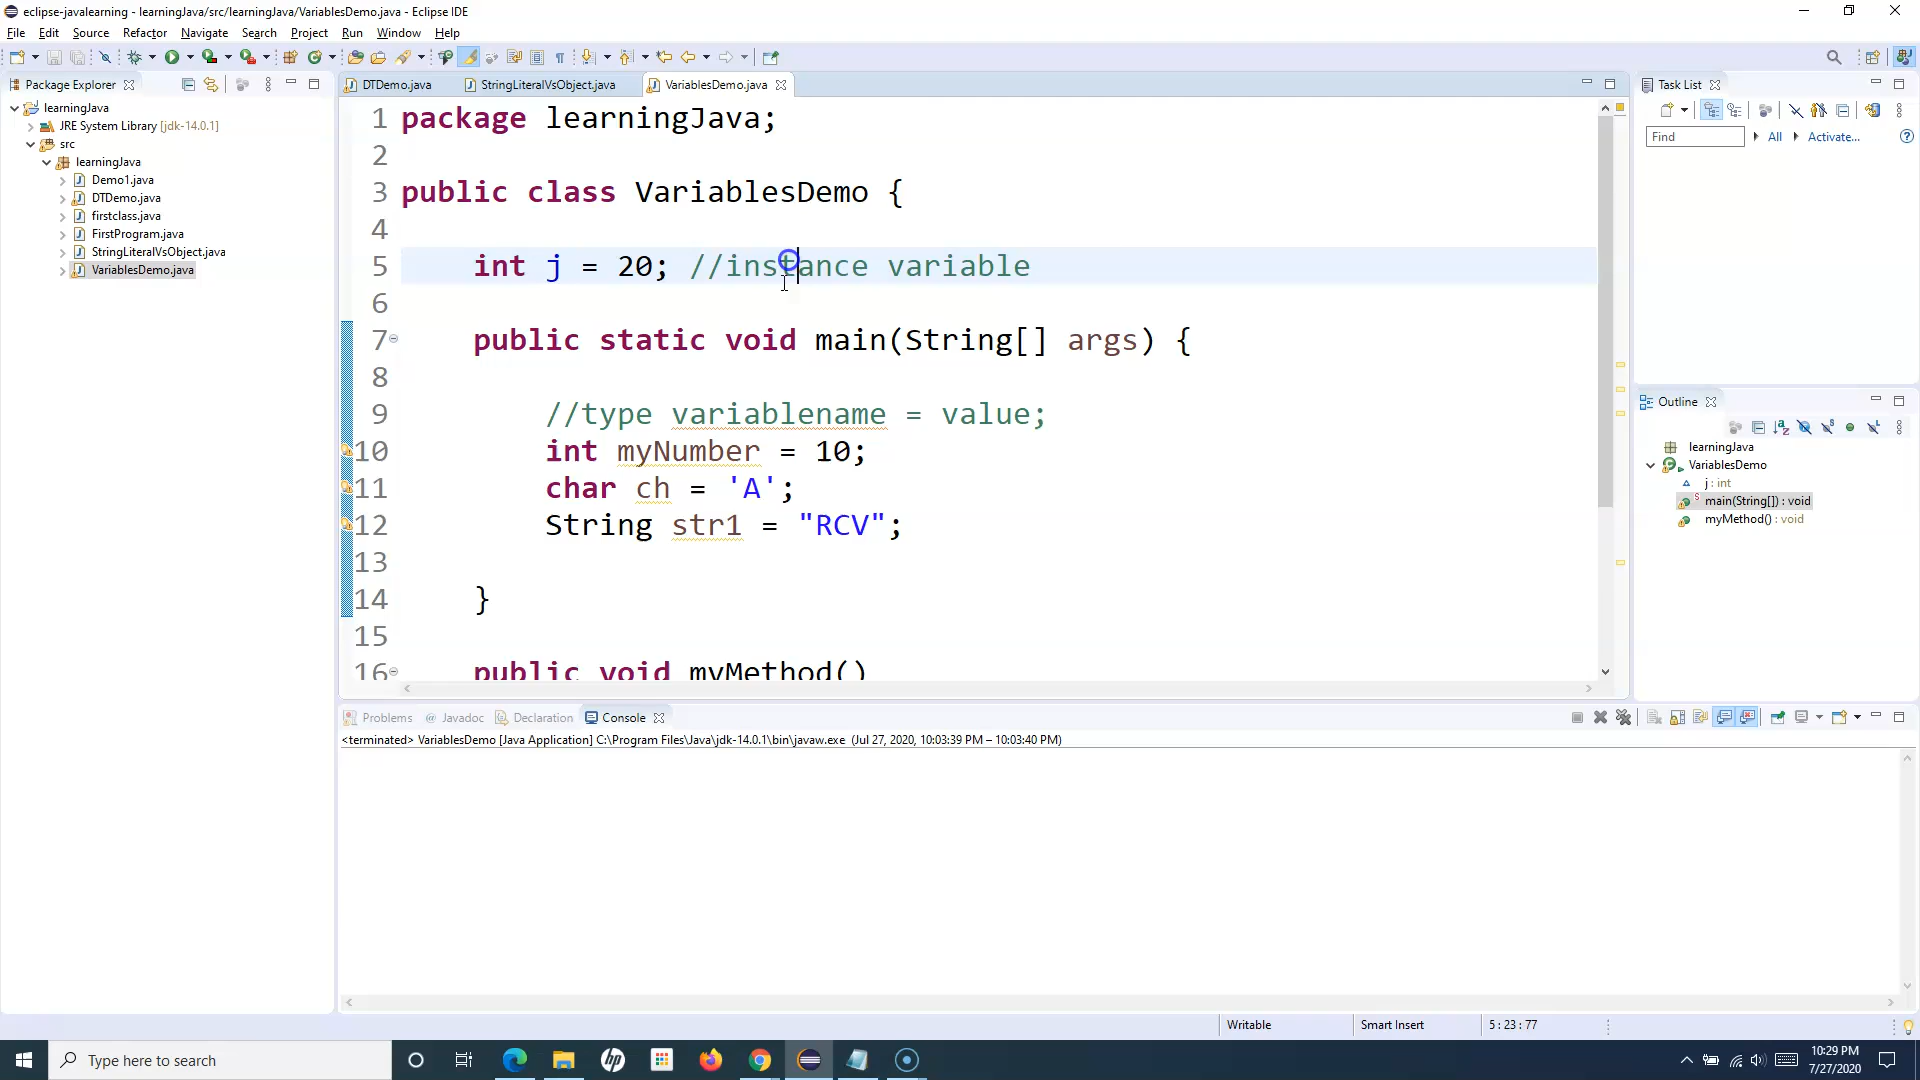 eclipse-javalearning - learningJava/src/learningJava/VariablesDemo.java - Eclipse IDE
File Edit Source Refactor Navigate Search Project Run Window Help
Package Explorer
learningJava
JRE System Library [jdk-14.0.1]
src
learningJava
Demo1.java
DTDemo.java
firstclass.java
FirstProgram.java
StringLiteralVsObject.java
VariablesDemo.java
DTDemo.java StringLiteralVsObject.java VariablesDemo.java
1 package learningJava;
2
3 public class VariablesDemo {
4
5 int j = 20; //instance variable
6
7 public static void main(String[] args) {
8
9 //type variablename = value;
10 int myNumber = 10;
11 char ch = 'A';
12 String str1 = "RCV";
13
14 }
15
16 public void myMethod()
Task List
Find All Activate...
Outline
learningJava
VariablesDemo
j : int
main(String[]) : void
myMethod() : void
Problems Javadoc Declaration Console
<terminated> VariablesDemo [Java Application] C:\Program Files\Java\jdk-14.0.1\bin\javaw.exe (Jul 27, 2020, 10:03:39 PM – 10:03:40 PM)
Writable Smart Insert 5 : 23 : 77
Type here to search
10:29 PM
7/27/2020